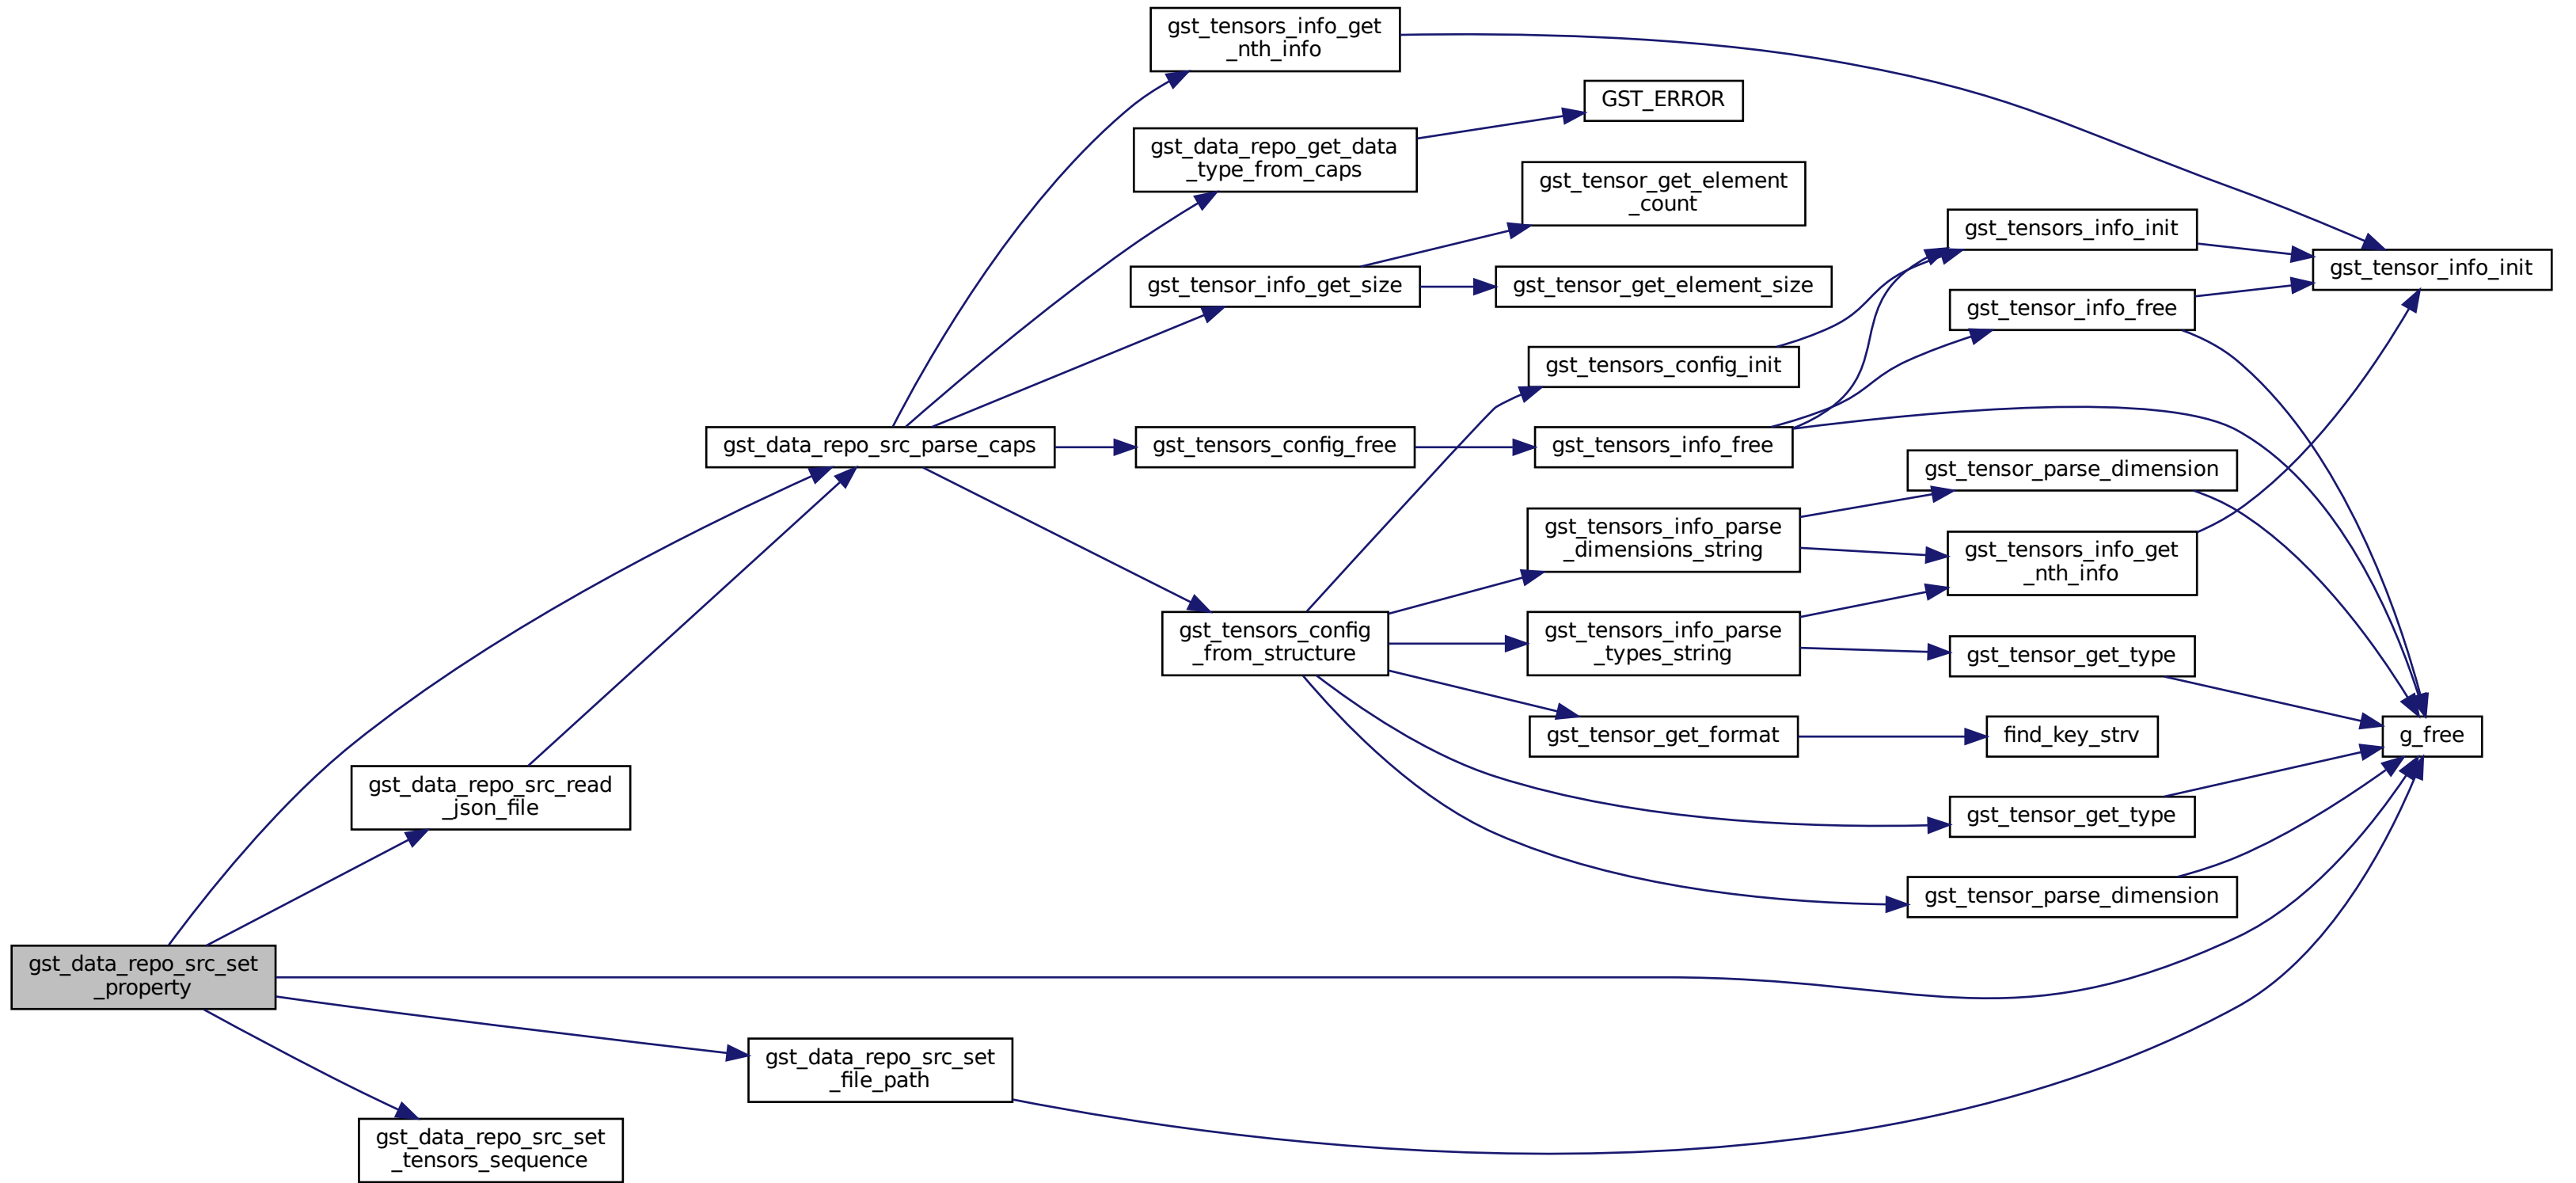 gst_tensors_info_get
_nth_info
GST_ERROR
gst_data_repo_get_data
_type_from_caps
gst_tensor_get_element
_count
gst_tensors_info_init
gst_tensor_info_init
gst_tensor_info_get_size
gst_tensor_get_element_size
gst_tensor_info_free
gst_tensors_config_init
gst_data_repo_src_parse_caps
gst_tensors_config_free
gst_tensors_info_free
gst_tensor_parse_dimension
gst_tensors_info_parse
_dimensions_string
gst_tensors_info_get
_nth_info
gst_tensors_config
_from_structure
gst_tensors_info_parse
_types_string
gst_tensor_get_type
gst_tensor_get_format
find_key_strv
g_free
gst_data_repo_src_read
_json_file
gst_tensor_get_type
gst_tensor_parse_dimension
gst_data_repo_src_set
_property
gst_data_repo_src_set
_file_path
gst_data_repo_src_set
_tensors_sequence